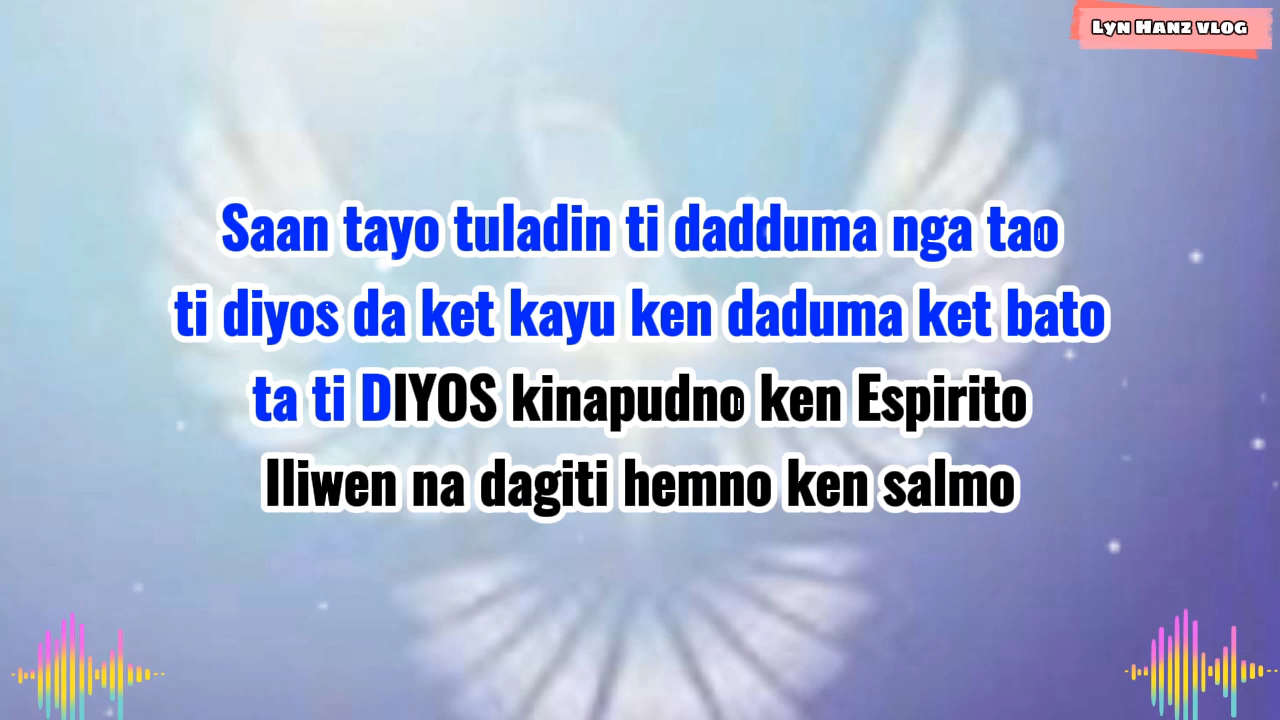 Lyn Hanz vlog
Saan tayo tuladin ti dadduma nga tao
ti diyos da ket kayu ken daduma ket bato
ta ti DIYOS kinapudno ken Espirito
Iliwen na dagiti hemno ken salmo